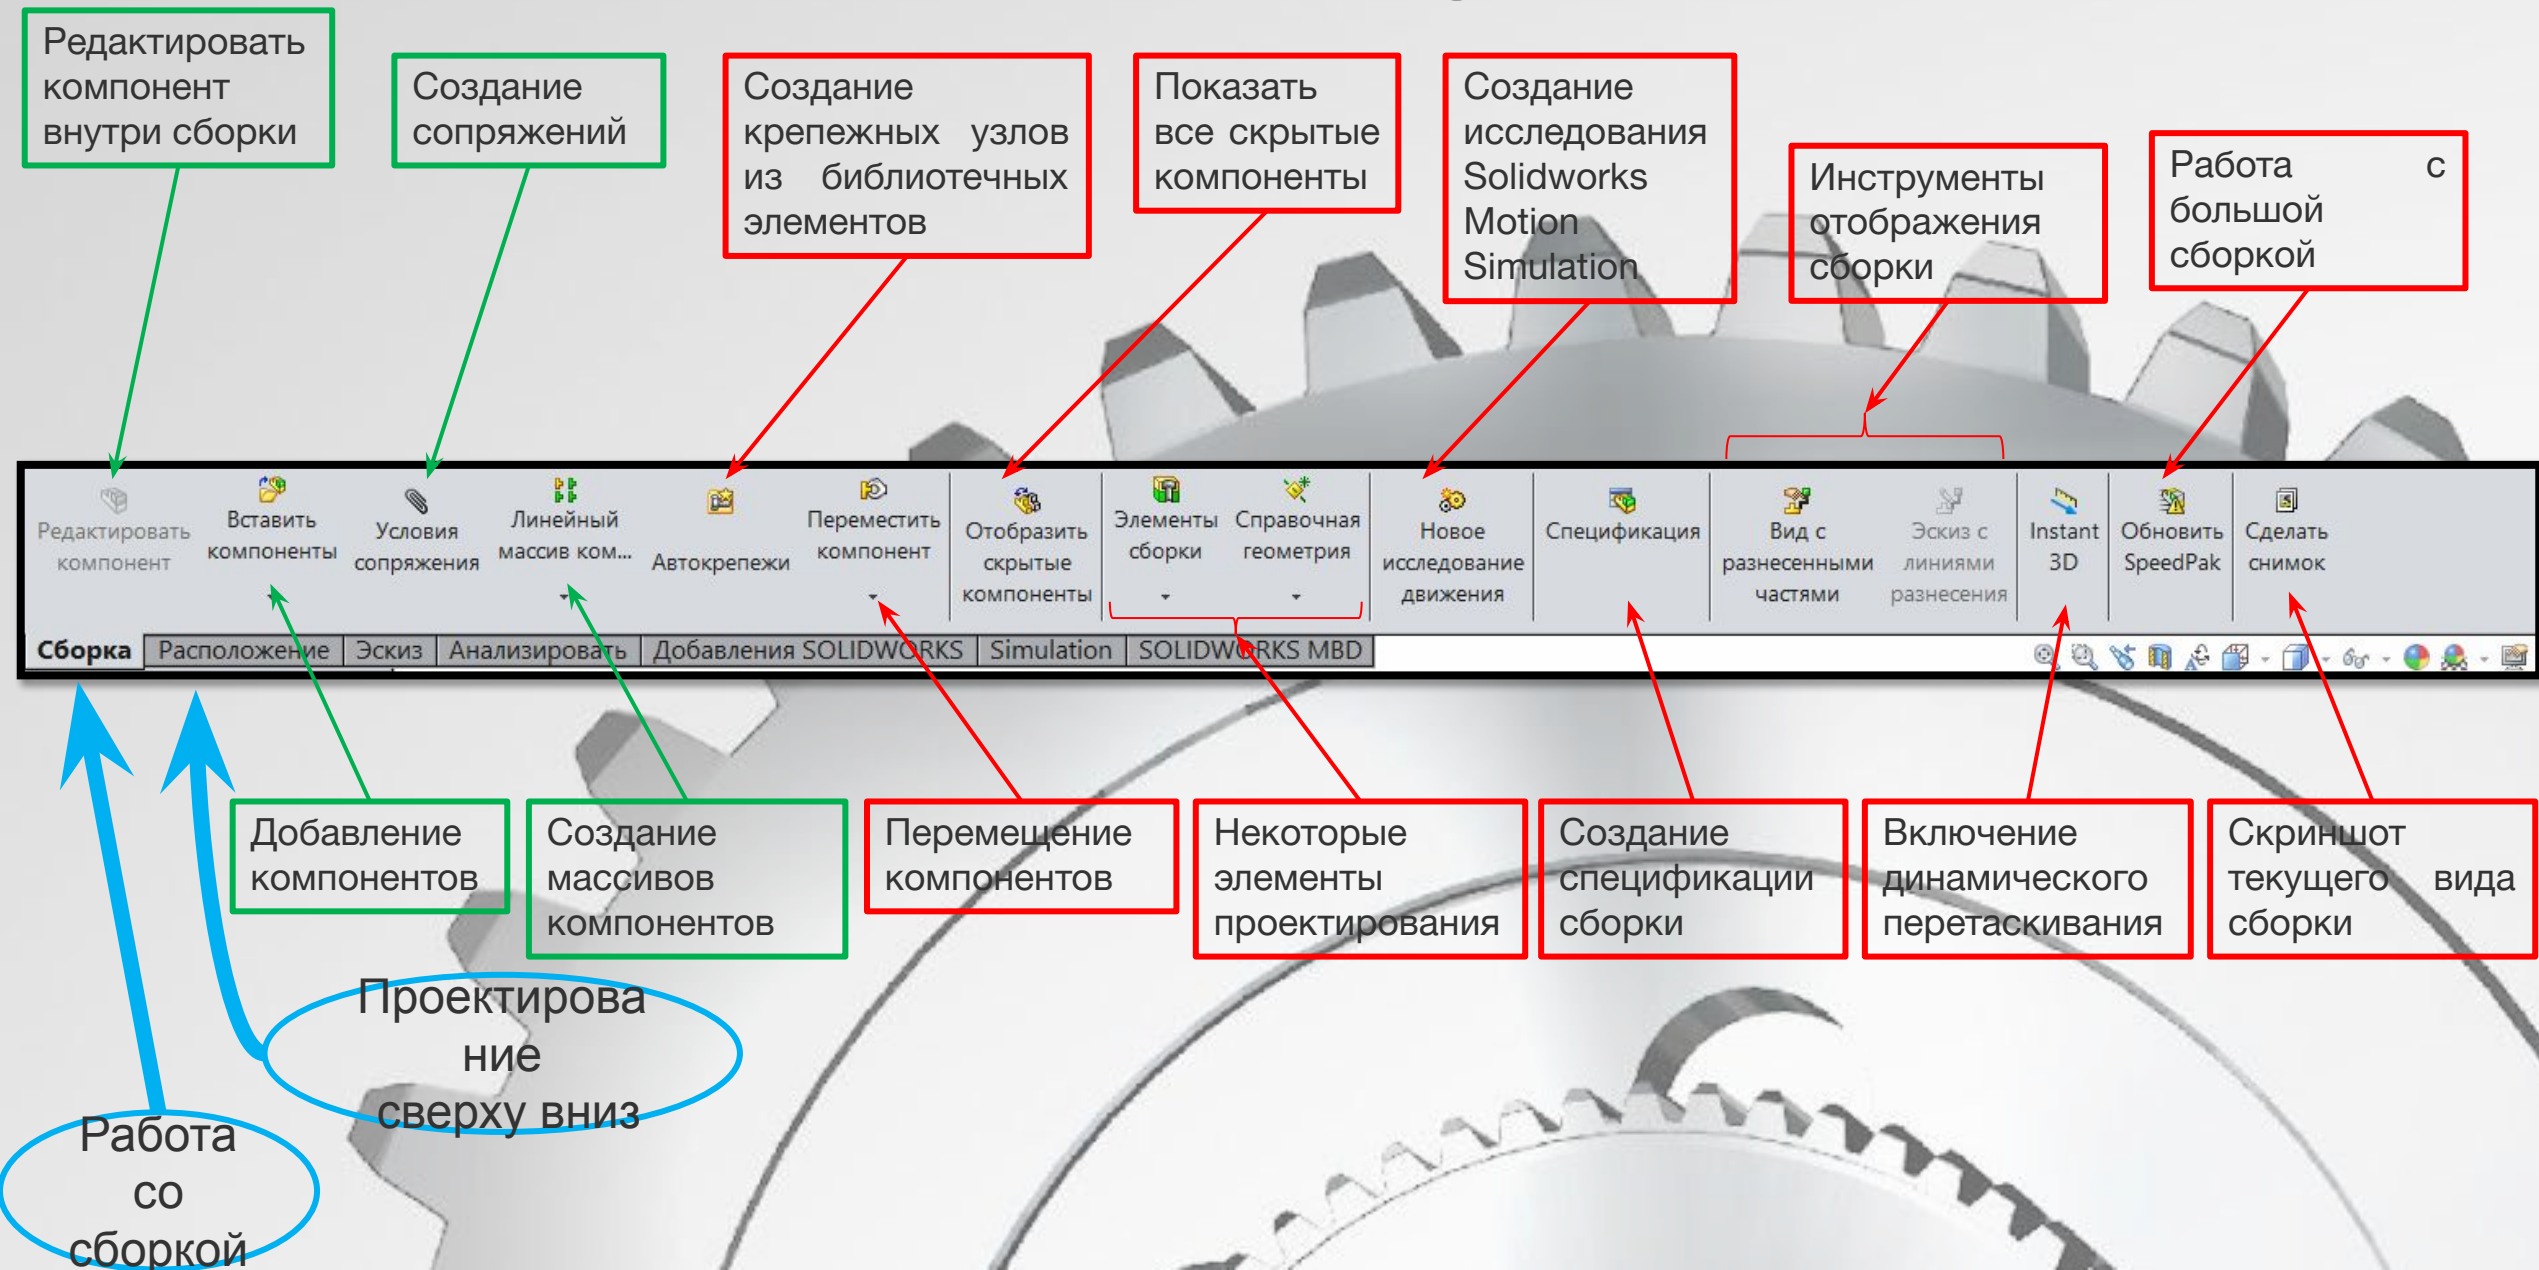 Редактировать
компонент
внутри сборки
Создание
сопряжений
Создание
крепежных узлов
из библиотечных
элементов
Показать
все скрытые
компоненты
Создание
исследования
Solidworks
Motion
Simulation
Инструменты
отображения
сборки
Работа с
большой
сборкой
Редактировать
компонент
Вставить
компоненты
Условия
сопряжения
Линейный
массив ком...
Автокрепежи
Переместить
компонент
Отобразить
скрытые
компоненты
Элементы
сборки
Справочная
геометрия
Новое
исследование
движения
Спецификация
Вид с
разнесенными
частями
Эскиз с
линиями
разнесения
Instant
3D
Обновить
SpeedPak
Сделать
снимок
Сборка
Расположение
Эскиз
Анализировать
Добавления SOLIDWORKS
Simulation
SOLIDWORKS MBD
Добавление
компонентов
Создание
массивов
компонентов
Перемещение
компонентов
Некоторые
элементы
проектирования
Создание
спецификации
сборки
Включение
динамического
перетаскивания
Скриншот
текущего вида
сборки
Проектирова
ние
сверху вниз
Работа
со
сборкой